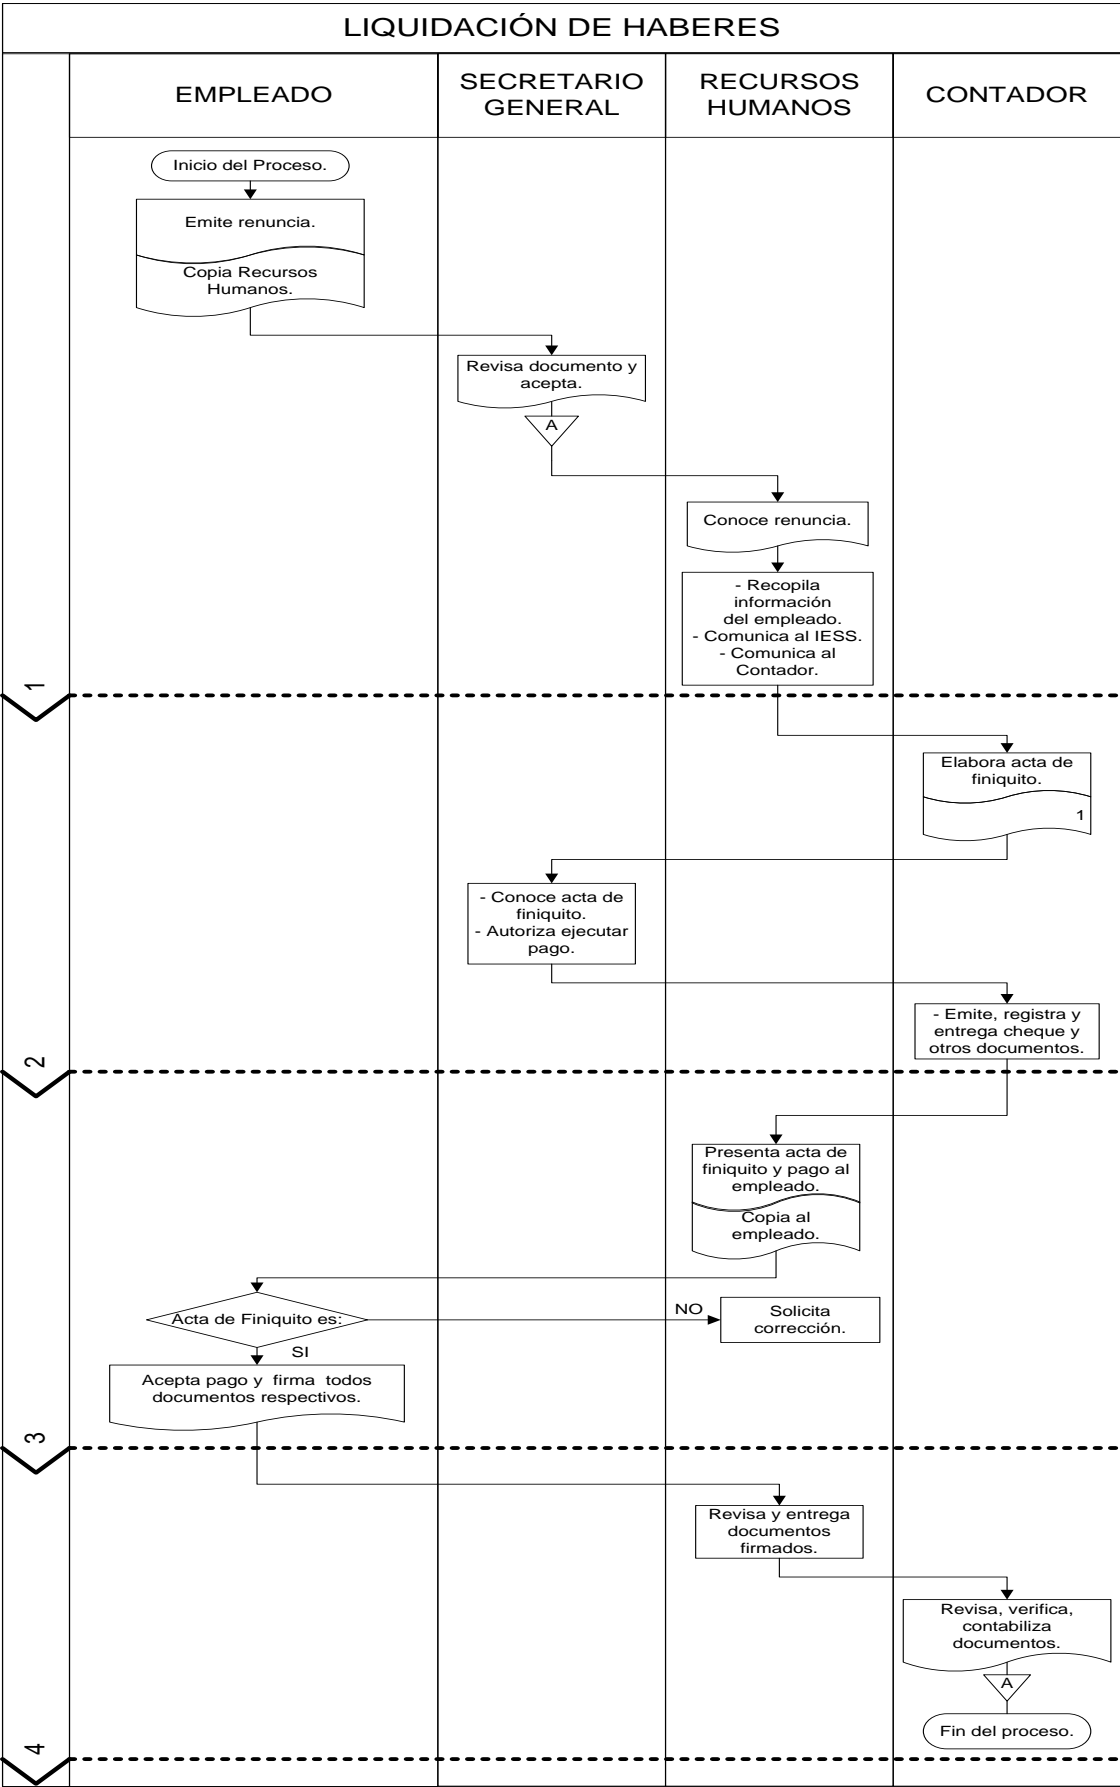 LIQUIDACIÓN DE HABERES
EMPLEADO
SECRETARIO
GENERAL
RECURSOS
HUMANOS
CONTADOR
Inicio del Proceso.
Emite renuncia.
Copia Recursos
Humanos.
Revisa documento y
acepta.
A
Conoce renuncia.
- Recopila
información
del empleado.
- Comunica al IESS.
- Comunica al
Contador.
1
Elabora acta de
finiquito.
1
- Conoce acta de
finiquito.
- Autoriza ejecutar
pago.
- Emite, registra y
entrega cheque y
otros documentos.
2
Presenta acta de
finiquito y pago al
empleado.
Copia al
empleado.
Acta de Finiquito es:
NO
Solicita
corrección.
SI
Acepta pago y firma todos
documentos respectivos.
3
Revisa y entrega
documentos
firmados.
Revisa, verifica,
contabiliza
documentos.
A
Fin del proceso.
4